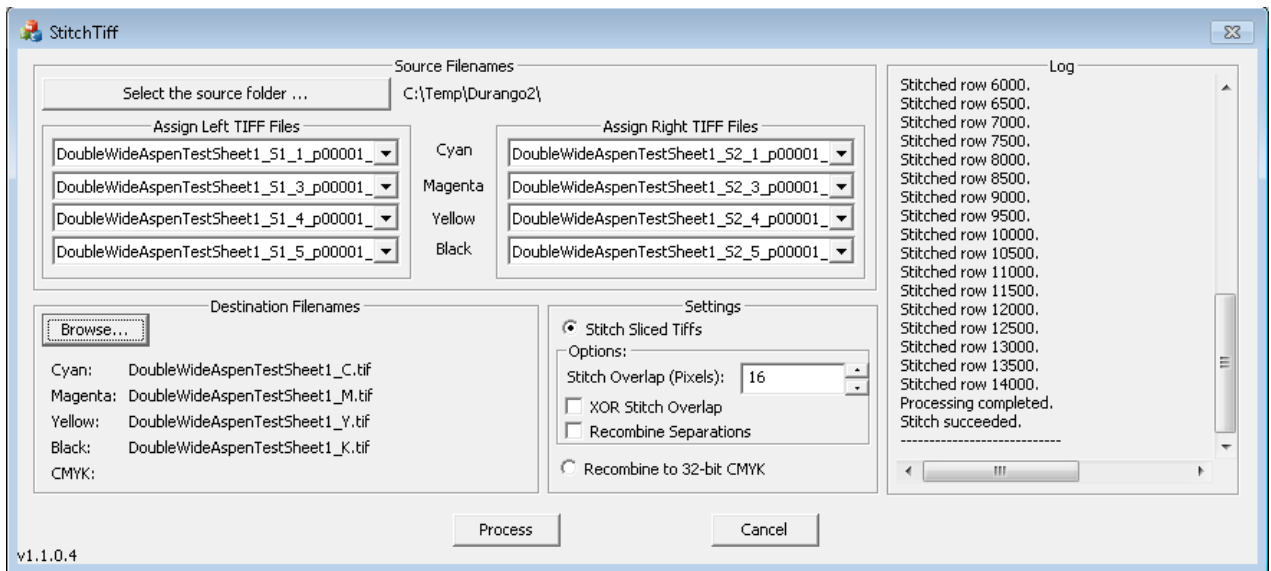 StitchTiff
Source Filenames
Select the source folder ...
C:\Temp\Durango2\
Assign Left TIFF Files
Assign Right TIFF Files
DoubleWideAspenTestSheet1_S1_1_p00001_
Cyan
DoubleWideAspenTestSheet1_S2_1_p00001_
DoubleWideAspenTestSheet1_S1_3_p00001_
Magenta
DoubleWideAspenTestSheet1_S2_3_p00001_
DoubleWideAspenTestSheet1_S1_4_p00001_
Yellow
DoubleWideAspenTestSheet1_S2_4_p00001_
DoubleWideAspenTestSheet1_S1_5_p00001_
Black
DoubleWideAspenTestSheet1_S2_5_p00001_
Destination Filenames
Browse...
Cyan: DoubleWideAspenTestSheet1_C.tif
Magenta: DoubleWideAspenTestSheet1_M.tif
Yellow: DoubleWideAspenTestSheet1_Y.tif
Black: DoubleWideAspenTestSheet1_K.tif
CMYK:
Settings
Stitch Sliced Tiffs
Options:
Stitch Overlap (Pixels): 16
XOR Stitch Overlap
Recombine Separations
Recombine to 32-bit CMYK
Log
Stitched row 6000.
Stitched row 6500.
Stitched row 7000.
Stitched row 7500.
Stitched row 8000.
Stitched row 8500.
Stitched row 9000.
Stitched row 9500.
Stitched row 10000.
Stitched row 10500.
Stitched row 11000.
Stitched row 11500.
Stitched row 12000.
Stitched row 12500.
Stitched row 13000.
Stitched row 13500.
Stitched row 14000.
Processing completed.
Stitch succeeded.
----------------------------
Process
Cancel
v1.1.0.4